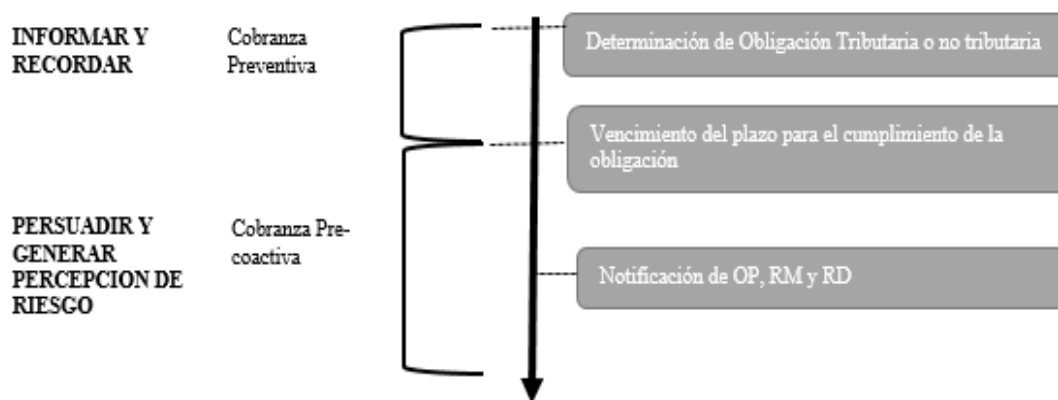 INFORMAR Y
RECORDAR
Cobranza
Preventiva
Determinación de Obligación Tributaria o no tributaria
Vencimiento del plazo para el cumplimiento de la
obligación
PERSUADIR Y
GENERAR
PERCEPCION DE
RIESGO
Cobranza Pre-
coactiva
Notificación de OP, RM y RD